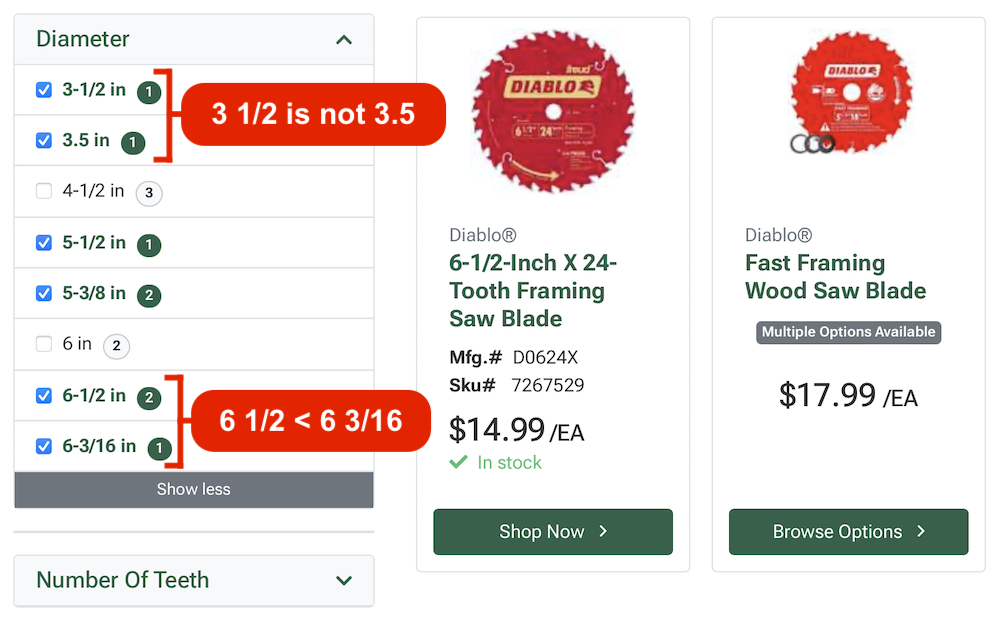 Diameter
3-1/2 in 1
3.5 in 1
3 1/2 is not 3.5
4-1/2 in 3
5-1/2 in 1
5-3/8 in 2
6 in 2
6-1/2 in 2
6-3/16 in 1
6 1/2 < 6 3/16
Show less
Number Of Teeth
freud
DIABLO
6 1/2" 24
Framing
Diablo®
6-1/2-Inch X 24-
Tooth Framing
Saw Blade
Mfg.# D0624X
Sku# 7267529
$14.99 /EA
In stock
Shop Now
DIABLO
FAST FRAMING
Diablo®
Fast Framing
Wood Saw Blade
Multiple Options Available
$17.99 /EA
Browse Options